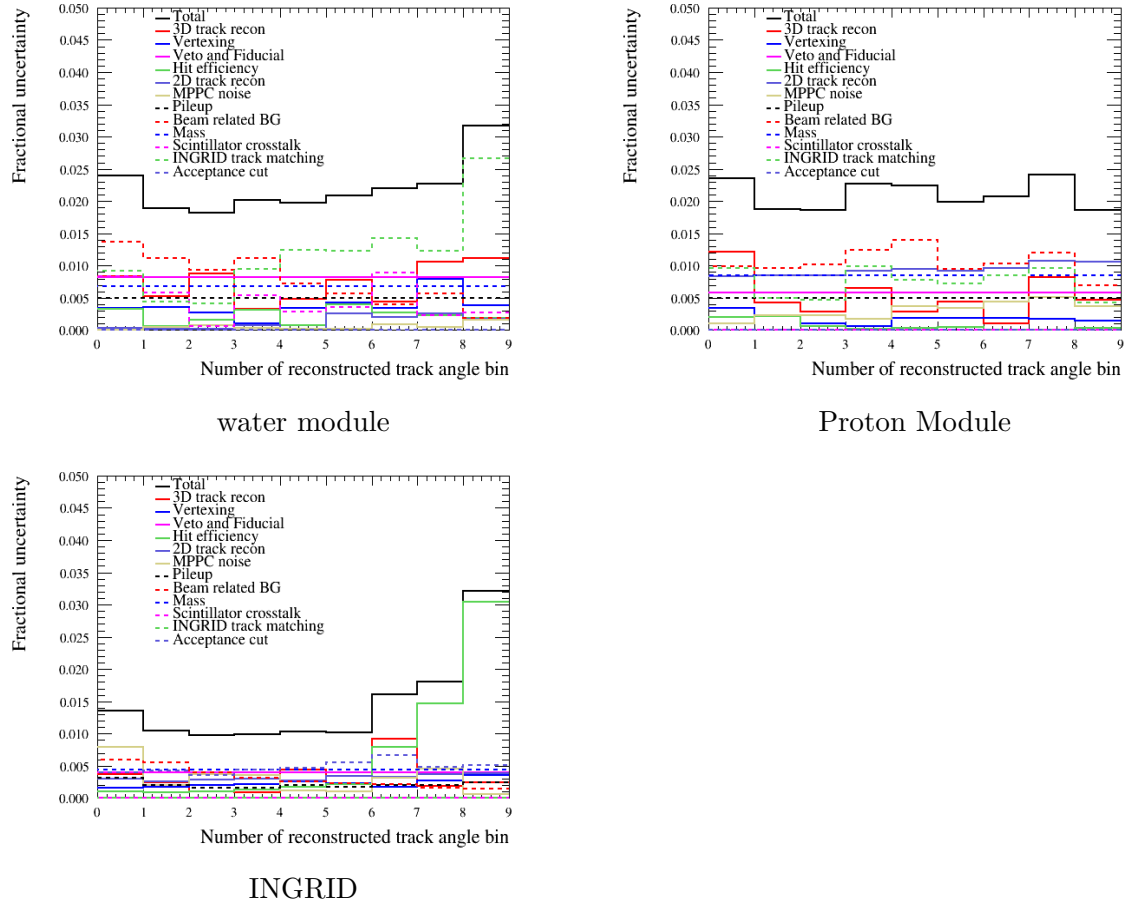 Fractional uncertainty
0.050
0.045
0.040
0.035
0.030
0.025
0.020
0.015
0.010
0.005
0.000
Total
3D track recon
Vertexing
Veto and Fiducial
Hit efficiency
2D track recon
MPPC noise
Pileup
Beam related BG
Mass
Scintillator crosstalk
INGRID track matching
Acceptance cut
0 1 2 3 4 5 6 7 8 9
Number of reconstructed track angle bin
water module
Fractional uncertainty
0.050
0.045
0.040
0.035
0.030
0.025
0.020
0.015
0.010
0.005
0.000
Total
3D track recon
Vertexing
Veto and Fiducial
Hit efficiency
2D track recon
MPPC noise
Pileup
Beam related BG
Mass
Scintillator crosstalk
INGRID track matching
Acceptance cut
0 1 2 3 4 5 6 7 8 9
Number of reconstructed track angle bin
Proton Module
Fractional uncertainty
0.050
0.045
0.040
0.035
0.030
0.025
0.020
0.015
0.010
0.005
0.000
Total
3D track recon
Vertexing
Veto and Fiducial
Hit efficiency
2D track recon
MPPC noise
Pileup
Beam related BG
Mass
Scintillator crosstalk
INGRID track matching
Acceptance cut
0 1 2 3 4 5 6 7 8 9
Number of reconstructed track angle bin
INGRID